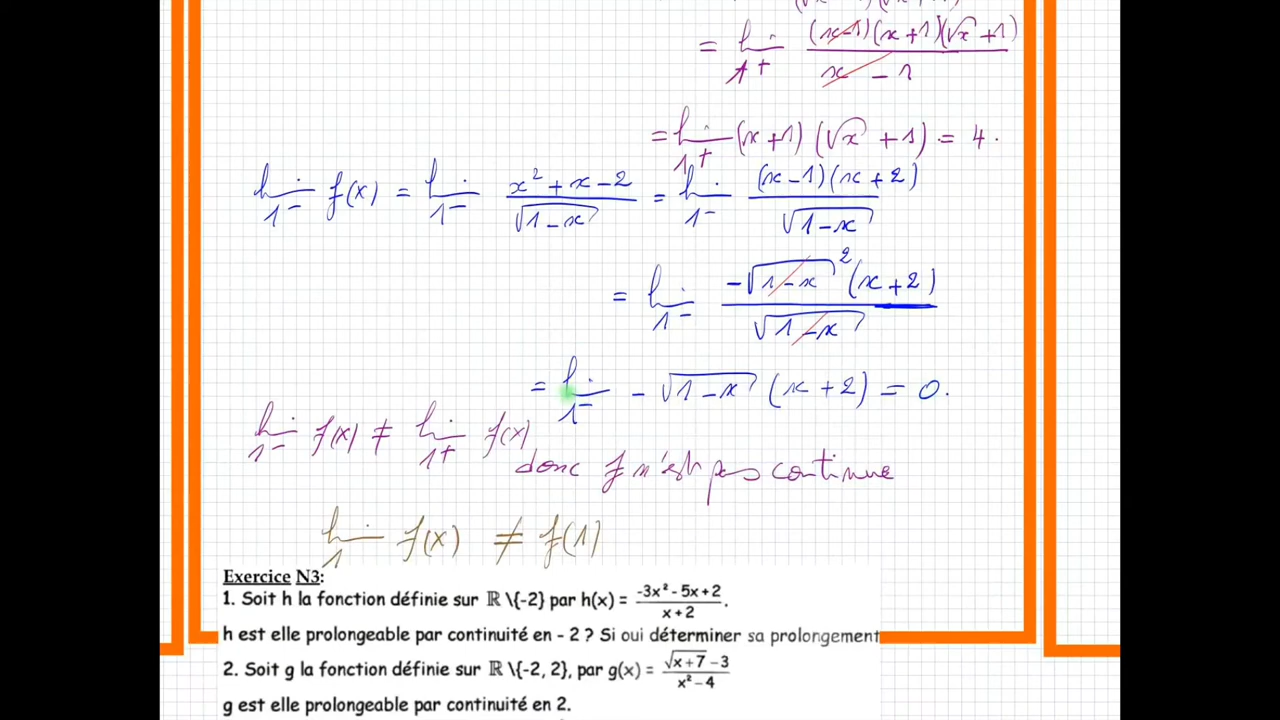 = lim 1+ (x-1)(x+1)(√x+1) / x-1
= lim 1+ (x+1)(√x+1) = 4.
lim 1- f(x) = lim 1- x²+x-2 / √1-x = lim 1- (x-1)(x+2) / √1-x
= lim 1- -√1-x² (x+2) / √1-x
= lim 1- -√1-x (x+2) = 0.
lim 1- f(x) ≠ lim 1+ f(x)
donc f n'est pas continue
lim 1 f(x) ≠ f(1)
Exercice N3:
1. Soit h la fonction définie sur ℝ \{-2} par h(x) = -3x² - 5x + 2 / x + 2.
h est elle prolongeable par continuité en - 2 ? Si oui déterminer sa prolongement
2. Soit g la fonction définie sur ℝ \{-2, 2}, par g(x) = √x+7 - 3 / x² - 4
g est elle prolongeable par continuité en 2.